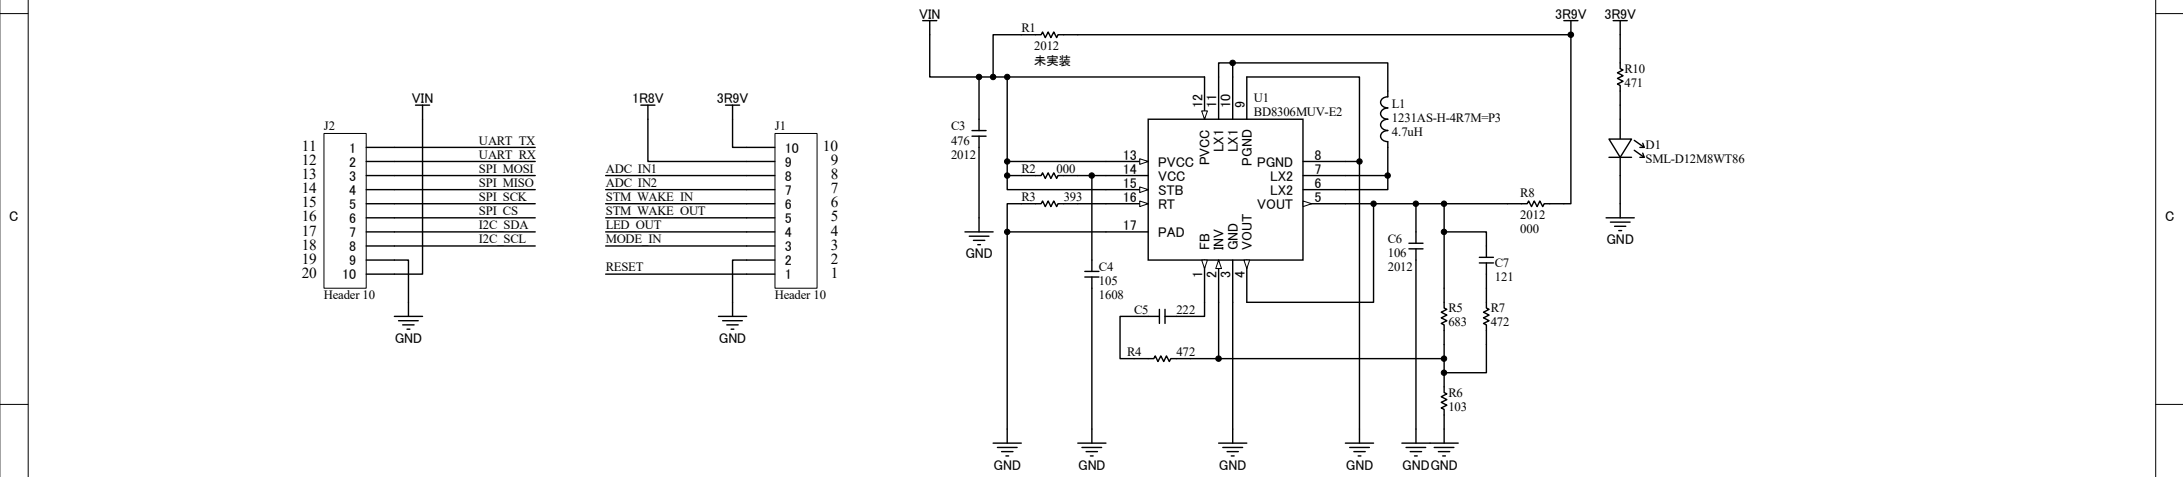 C
VIN
J2
11 1 UART_TX
12 2 UART_RX
13 3 SPI_MOSI
14 4 SPI_MISO
15 5 SPI_SCK
16 6 SPI_CS
17 7 I2C_SDA
18 8 I2C_SCL
19 9
20 10
Header 10
GND
1R8V
3R9V
J1
10 10
9 9
ADC_IN1 8 8
ADC_IN2 7 7
STM_WAKE_IN 6 6
STM_WAKE_OUT 5 5
LED_OUT 4 4
MODE_IN 3 3
2 2
RESET 1 1
Header 10
GND
VIN
R1
2012
未実装
3R9V
C3
476
2012
GND
R2 000
R3 393
C4
105
1608
C5 222
R4 472
U1
BD8306MUV-E2
12 PVCC
11 LX1
10 LX1
9 PGND
13 PVCC
14 VCC
15 STB
16 RT
17 PAD
PGND 8
LX2 7
LX2 6
VOUT 5
FB 1
INV 2
GND 3
VOUT 4
L1
1231AS-H-4R7M=P3
4.7uH
R8
2012
000
C6
106
2012
C7
121
R5
683
R7
472
R6
103
GND
GND
GND
GND
GND
GND
3R9V
R10
471
D1
SML-D12M8WT86
GND
C